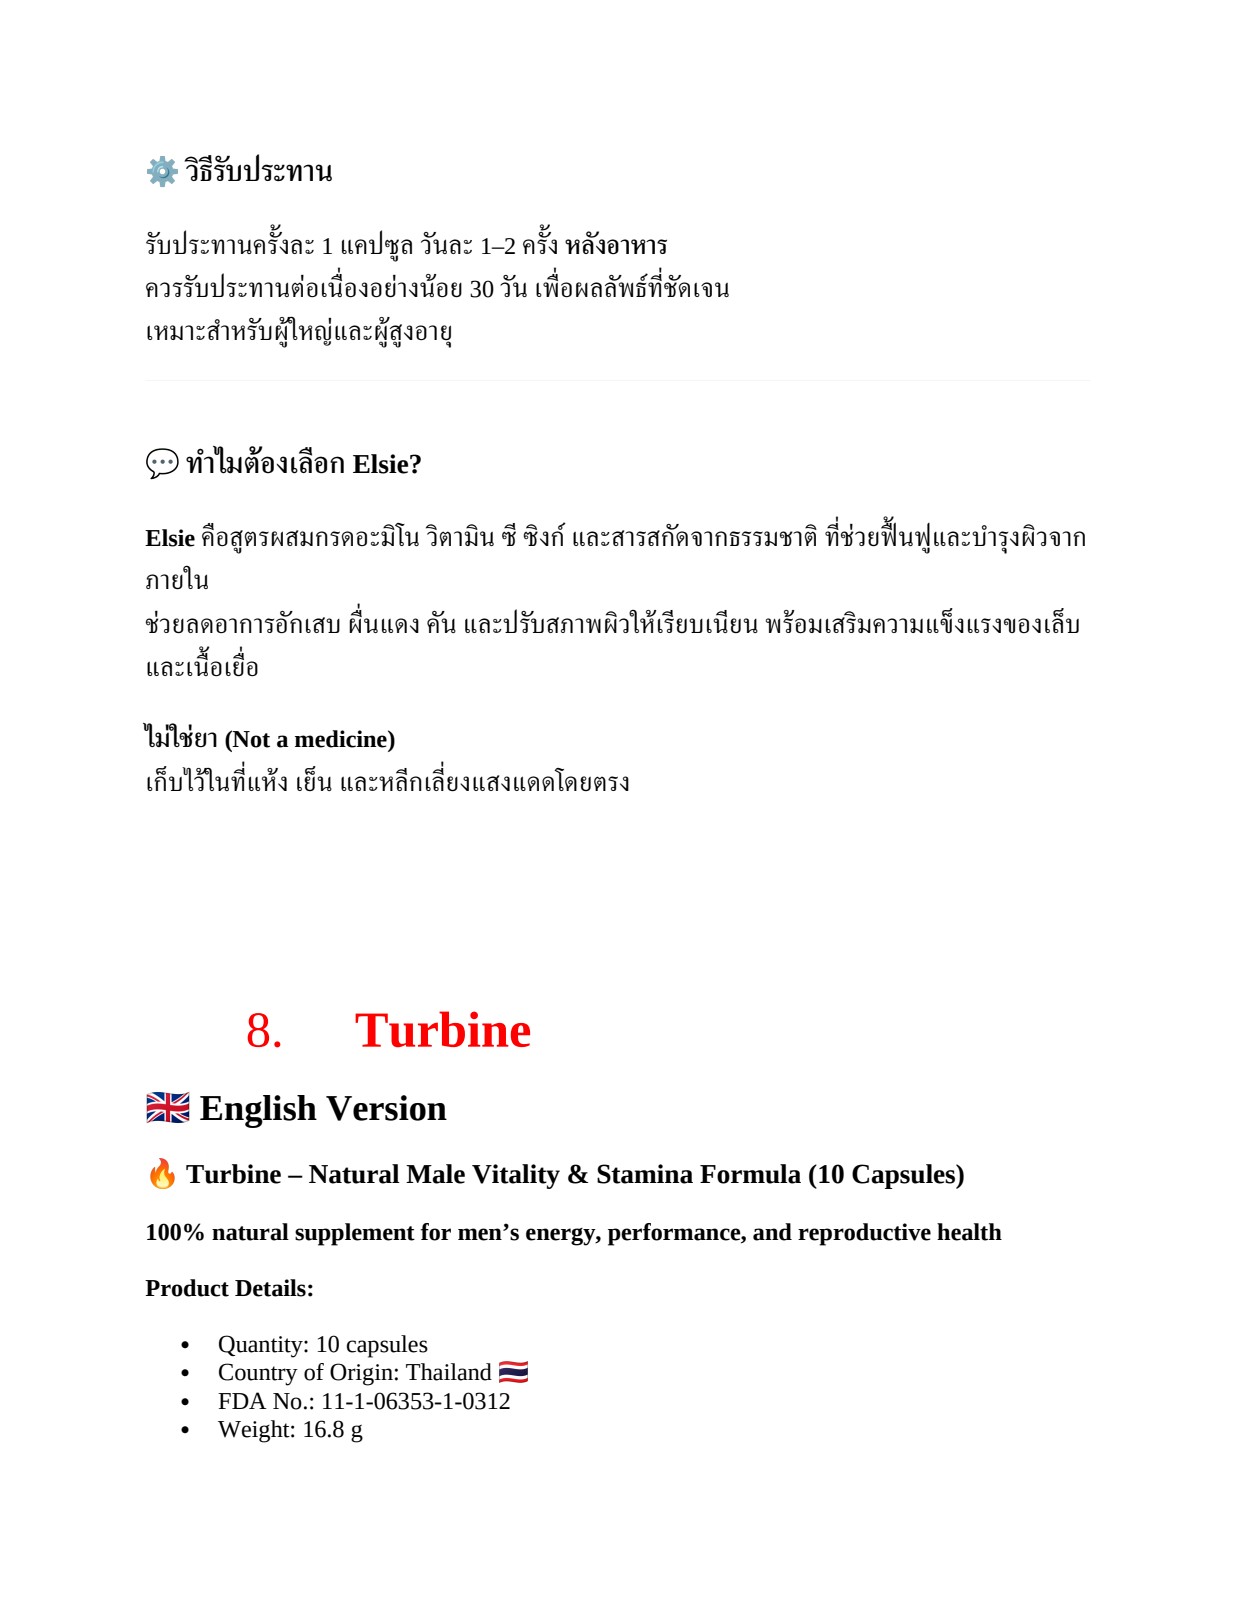 ⚙️ วิธีรับประทาน
รับประทานครั้งละ 1 แคปซูล วันละ 1–2 ครั้ง หลังอาหาร
ควรรับประทานต่อเนื่องอย่างน้อย 30 วัน เพื่อผลลัพธ์ที่ชัดเจน
เหมาะสำหรับผู้ใหญ่และผู้สูงอายุ
💬 ทำไมต้องเลือก Elsie?
Elsie คือสูตรผสมกรดอะมิโน วิตามิน ซี ซิงก์ และสารสกัดจากธรรมชาติ ที่ช่วยฟื้นฟูและบำรุงผิวจาก
ภายใน
ช่วยลดอาการอักเสบ ผื่นแดง คัน และปรับสภาพผิวให้เรียบเนียน พร้อมเสริมความแข็งแรงของเล็บ
และเนื้อเยื่อ
ไม่ใช่ยา (Not a medicine)
เก็บไว้ในที่แห้ง เย็น และหลีกเลี่ยงแสงแดดโดยตรง
8. Turbine
🇬🇧 English Version
🔥 Turbine – Natural Male Vitality & Stamina Formula (10 Capsules)
100% natural supplement for men’s energy, performance, and reproductive health
Product Details:
• Quantity: 10 capsules
• Country of Origin: Thailand 🇹🇭
• FDA No.: 11-1-06353-1-0312
• Weight: 16.8 g